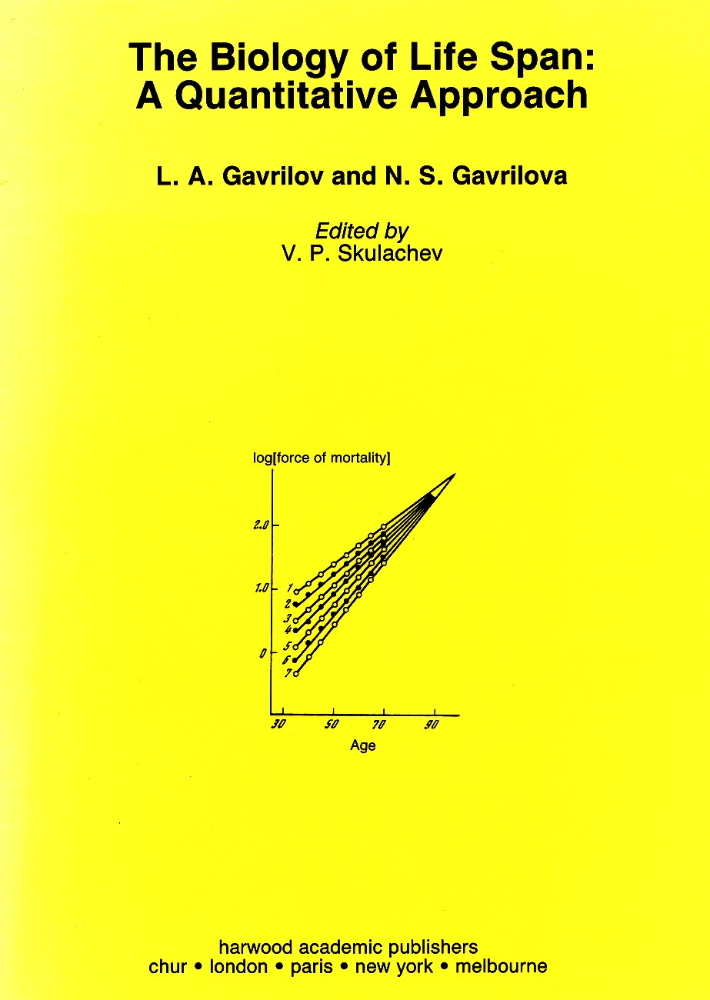 The Biology of Life Span:
A Quantitative Approach
L. A. Gavrilov and N. S. Gavrilova
Edited by
V. P. Skulachev
log[force of mortality]
2.0
1.0
1
2
3
4
5
0
6
7
30 50 70 90
Age
harwood academic publishers
chur • london • paris • new york • melbourne